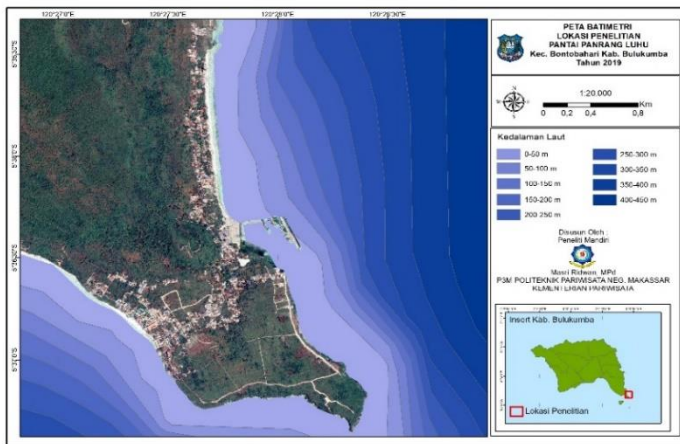 120°27'0"E
120°27'30"E
120°28'0"E
120°28'30"E
PETA BATIMETRI
LOKASI PENELITIAN
PANTAI PANRANG LUHU
Kec. Bontobahari Kab. Bulukumba
Tahun 2019
1:20.000
0 0,2 0,4 0,8
Km
Kedalaman Laut
0-50 m
50-100 m
100-150 m
150-200 m
200-250 m
250-300 m
300-350 m
350-400 m
400-450 m
Disusun Oleh :
Peneliti Mandiri
Masri Ridwan, MPd
P3M POLITEKNIK PARIWISATA NEG. MAKASSAR
KEMENTERIAN PARIWISATA
Insert Kab. Bulukumba
Lokasi Penelitian